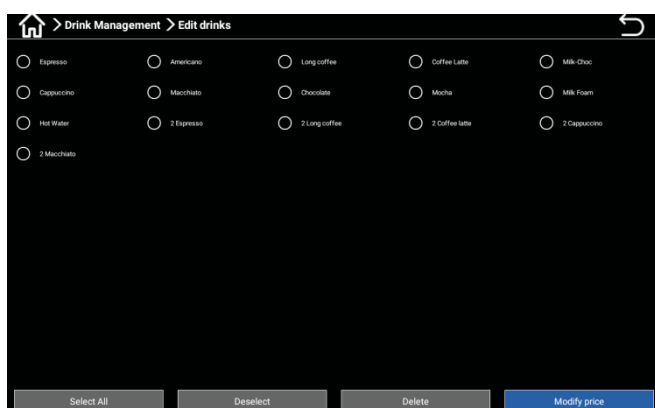 > Drink Management > Edit drinks
Espresso Americano Long coffee Coffee Latte Milk-Choc
Cappuccino Macchiato Chocolate Mocha Milk Foam
Hot Water 2 Espresso 2 Long coffee 2 Coffee latte 2 Cappuccino
2 Macchiato
Select All Deselect Delete Modify price